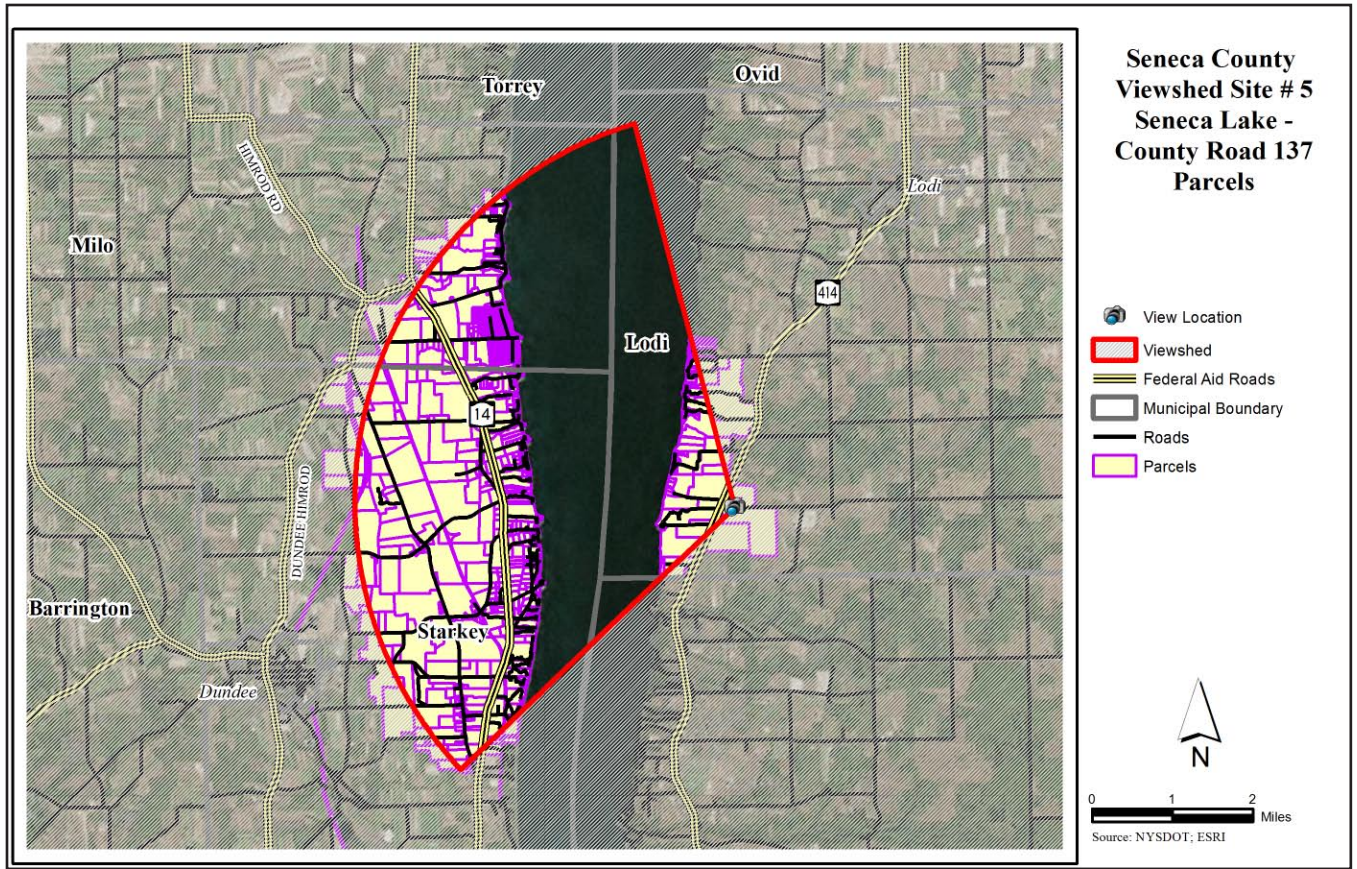 Seneca County
Viewshed Site # 5
Seneca Lake -
County Road 137
Parcels
Torrey
Ovid
HIMROD RD
Lodi
Milo
414
Lodi
14
DUNDEE HIMROD
Barrington
Starkey
Dundee
View Location
Viewshed
Federal Aid Roads
Municipal Boundary
Roads
Parcels
N
0 1 2
Miles
Source: NYSDOT; ESRI